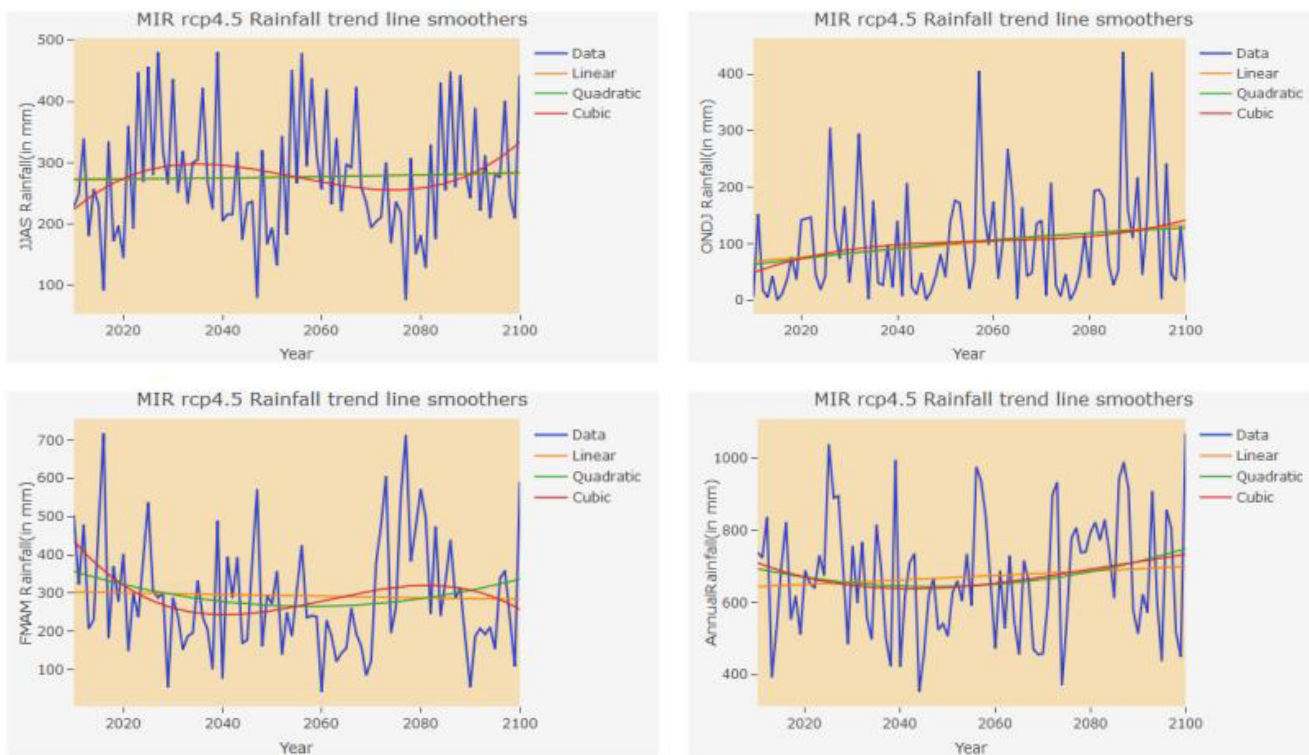 MIR rcp4.5 Rainfall trend line smoothers
500
400
300
200
100
JJAS Rainfall(in mm)
2020 2040 2060 2080 2100
Year
Data
Linear
Quadratic
Cubic
MIR rcp4.5 Rainfall trend line smoothers
400
300
200
100
0
ONDJ Rainfall(in mm)
2020 2040 2060 2080 2100
Year
Data
Linear
Quadratic
Cubic
MIR rcp4.5 Rainfall trend line smoothers
700
600
500
400
300
200
100
FMAM Rainfall(in mm)
2020 2040 2060 2080 2100
Year
Data
Linear
Quadratic
Cubic
MIR rcp4.5 Rainfall trend line smoothers
1000
800
600
400
AnnualRainfall(in mm)
2020 2040 2060 2080 2100
Year
Data
Linear
Quadratic
Cubic